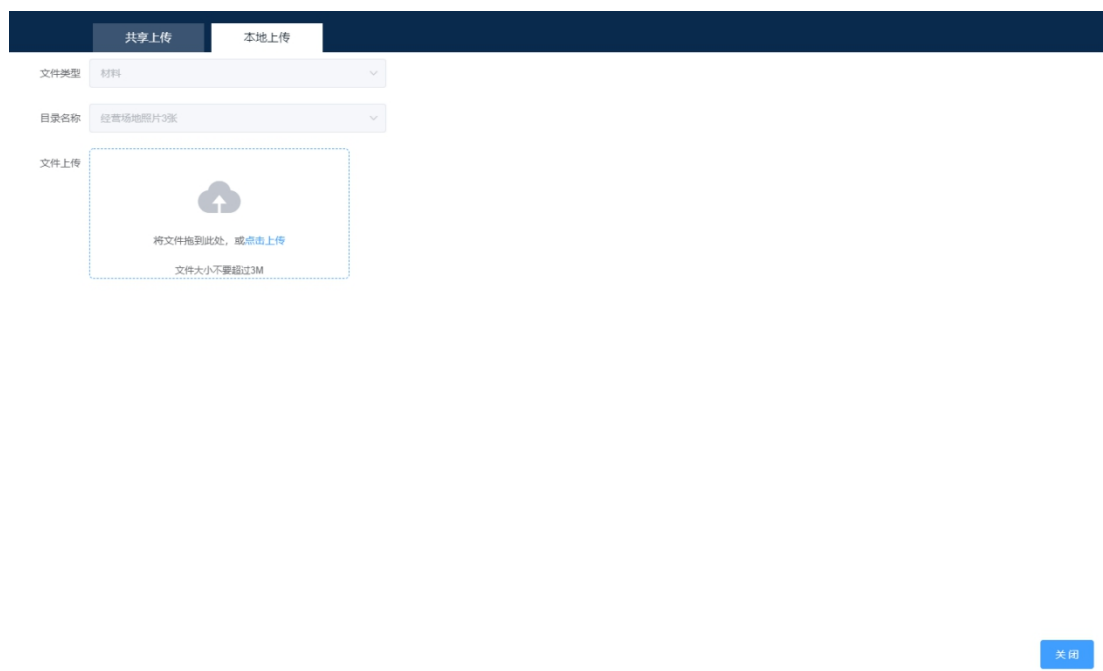 共享上传 本地上传
文件类型 材料
目录名称 经营场地照片3张
文件上传
将文件拖到此处，或点击上传
文件大小不要超过3M
关闭